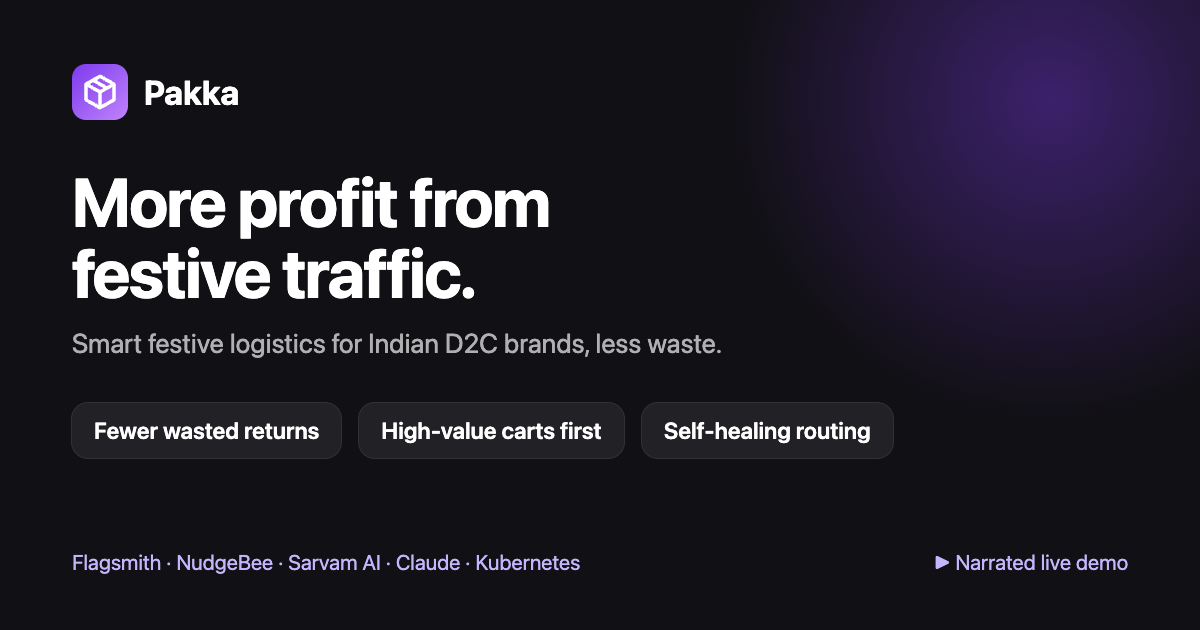 Pakka
More profit from
festive traffic.
Smart festive logistics for Indian D2C brands, less waste.
Fewer wasted returns
High-value carts first
Self-healing routing
Flagsmith · NudgeBee · Sarvam AI · Claude · Kubernetes
▶ Narrated live demo